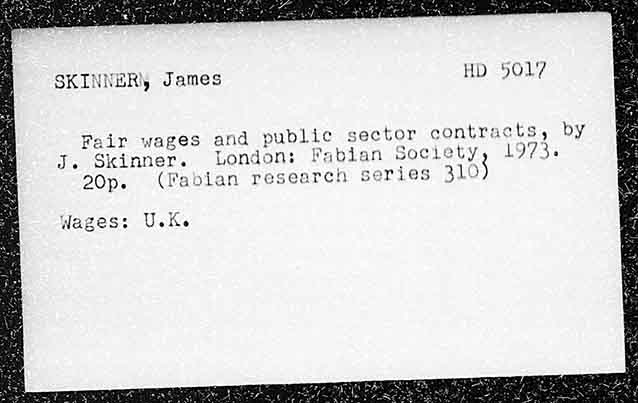 SKINNER, James HD 5017
Fair wages and public sector contracts, by
J. Skinner. London: Fabian Society, 1973.
20p. (Fabian research series 310)
Wages: U.K.